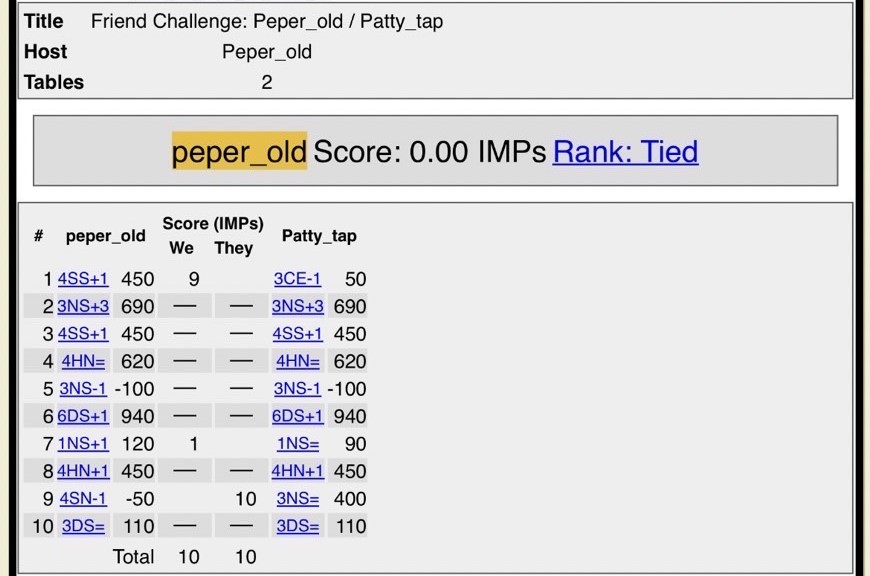 Title Friend Challenge: Peper_old / Patty_tap
Host Peper_old
Tables 2
peper_old Score: 0.00 IMPs Rank: Tied
# peper_old Score (IMPs) We They Patty_tap
1 4SS+1 450 9 3CE-1 50
2 3NS+3 690 — — 3NS+3 690
3 4SS+1 450 — — 4SS+1 450
4 4HN= 620 — — 4HN= 620
5 3NS-1 -100 — — 3NS-1 -100
6 6DS+1 940 — — 6DS+1 940
7 1NS+1 120 1 1NS= 90
8 4HN+1 450 — — 4HN+1 450
9 4SN-1 -50 10 3NS= 400
10 3DS= 110 — — 3DS= 110
Total 10 10